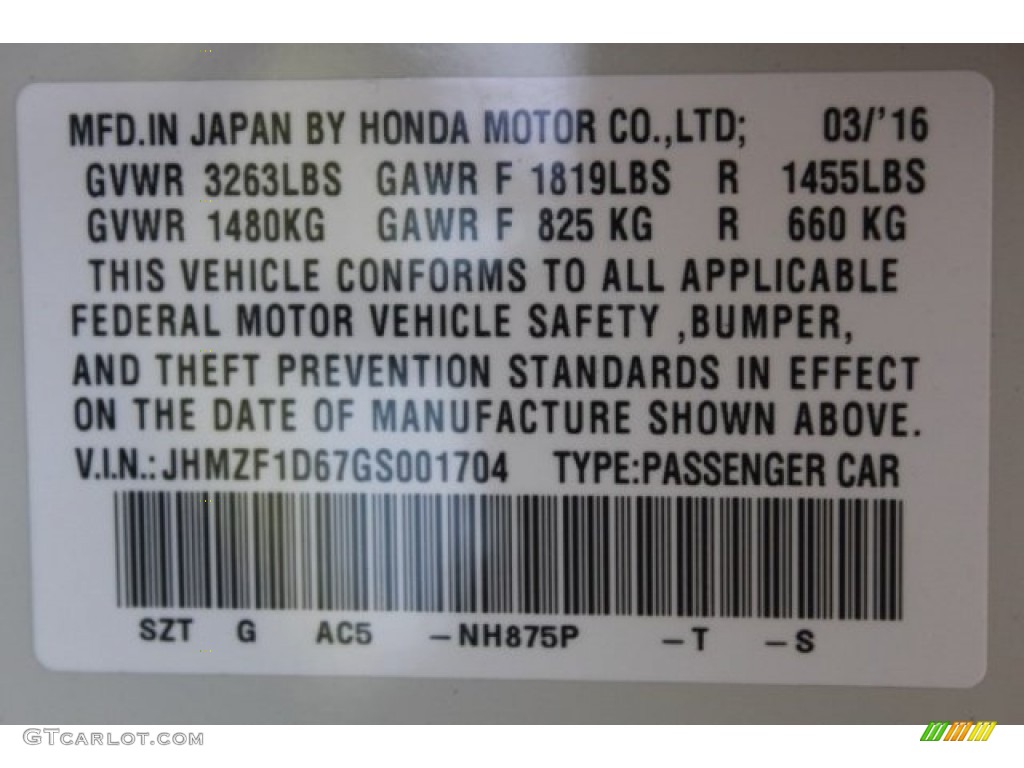 MFD.IN JAPAN BY HONDA MOTOR CO.,LTD; 03/'16
GVWR 3263LBS GAWR F 1819LBS R 1455LBS
GVWR 1480KG GAWR F 825 KG R 660 KG
THIS VEHICLE CONFORMS TO ALL APPLICABLE
FEDERAL MOTOR VEHICLE SAFETY ,BUMPER,
AND THEFT PREVENTION STANDARDS IN EFFECT
ON THE DATE OF MANUFACTURE SHOWN ABOVE.
V.I.N.: JHMZF1D67GS001704 TYPE:PASSENGER CAR
SZT G AC5 –NH875P –T –S
GTCARLOT.COM